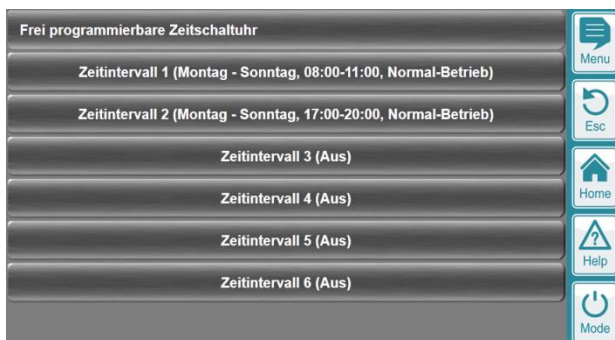 Frei programmierbare Zeitschaltuhr
Zeitintervall 1 (Montag - Sonntag, 08:00-11:00, Normal-Betrieb)
Zeitintervall 2 (Montag - Sonntag, 17:00-20:00, Normal-Betrieb)
Zeitintervall 3 (Aus)
Zeitintervall 4 (Aus)
Zeitintervall 5 (Aus)
Zeitintervall 6 (Aus)
Menu
Esc
Home
?
Help
Mode